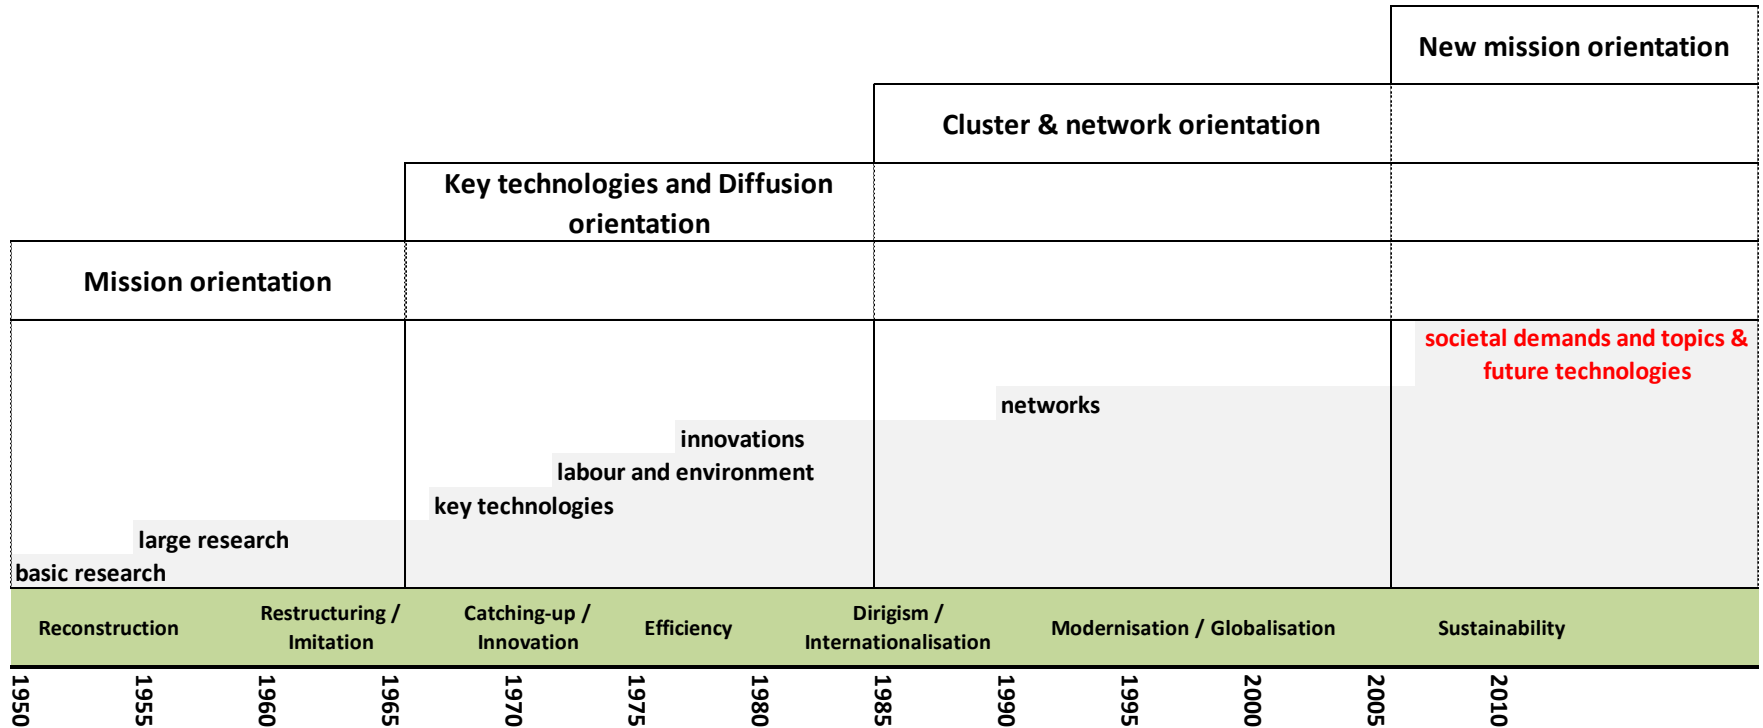 New mission orientation
Cluster & network orientation
Key technologies and Diffusion
orientation
Mission orientation
societal demands and topics &
future technologies
networks
innovations
labour and environment
key technologies
large research
basic research
Reconstruction
Restructuring /
Imitation
Catching-up /
Innovation
Efficiency
Dirigism /
Internationalisation
Modernisation / Globalisation
Sustainability
1950
1955
1960
1965
1970
1975
1980
1985
1990
1995
2000
2005
2010